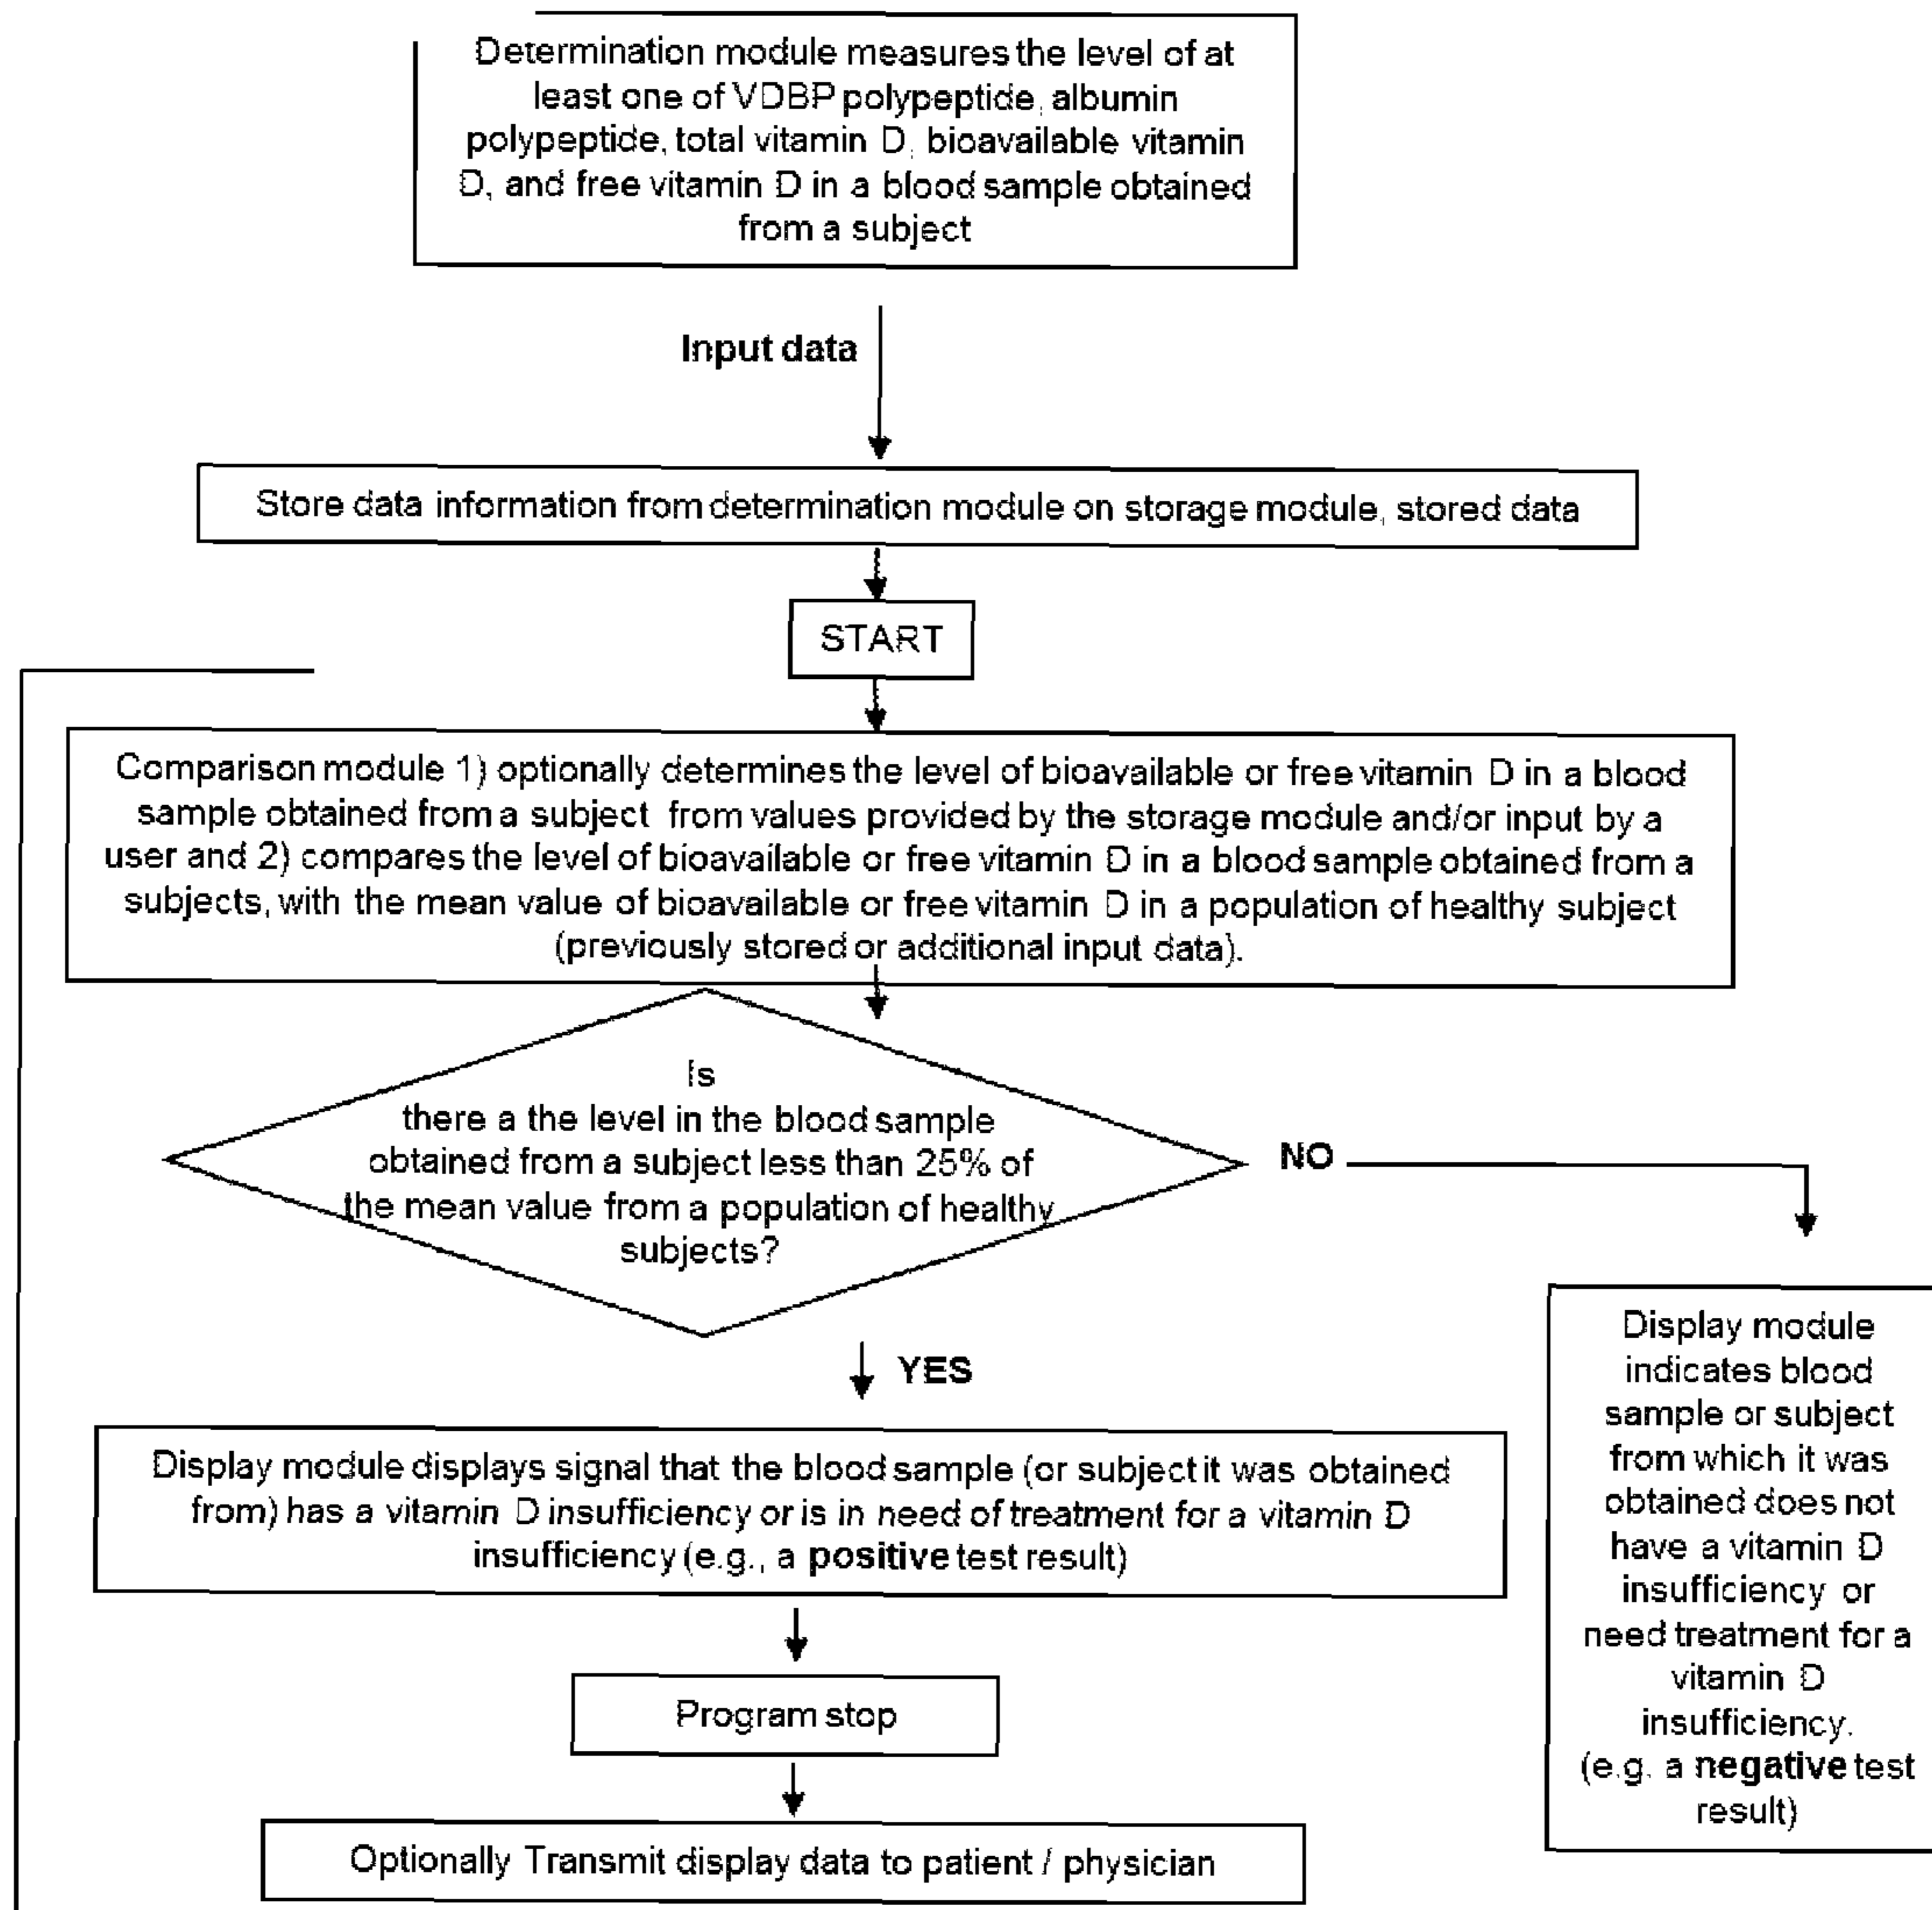 Determination module measures the level of at
least one of VDBP polypeptide, albumin
polypeptide, total vitamin D, bioavailable vitamin
D, and free vitamin D in a blood sample obtained
from a subject
Input data
Store data information from determination module on storage module, stored data
START
Comparison module 1) optionally determines the level of bioavailable or free vitamin D in a blood
sample obtained from a subject from values provided by the storage module and/or input by a
user and 2) compares the level of bioavailable or free vitamin D in a blood sample obtained from a
subjects, with the mean value of bioavailable or free vitamin D in a population of healthy subject
(previously stored or additional input data).
Is
there a the level in the blood sample
obtained from a subject less than 25% of
the mean value from a population of healthy
subjects?
NO
YES
Display module displays signal that the blood sample (or subject it was obtained
from) has a vitamin D insufficiency or is in need of treatment for a vitamin D
insufficiency (e.g., a positive test result)
Program stop
Optionally Transmit display data to patient / physician
Display module
indicates blood
sample or subject
from which it was
obtained does not
have a vitamin D
insufficiency or
need treatment for a
vitamin D
insufficiency.
(e.g. a negative test
result)